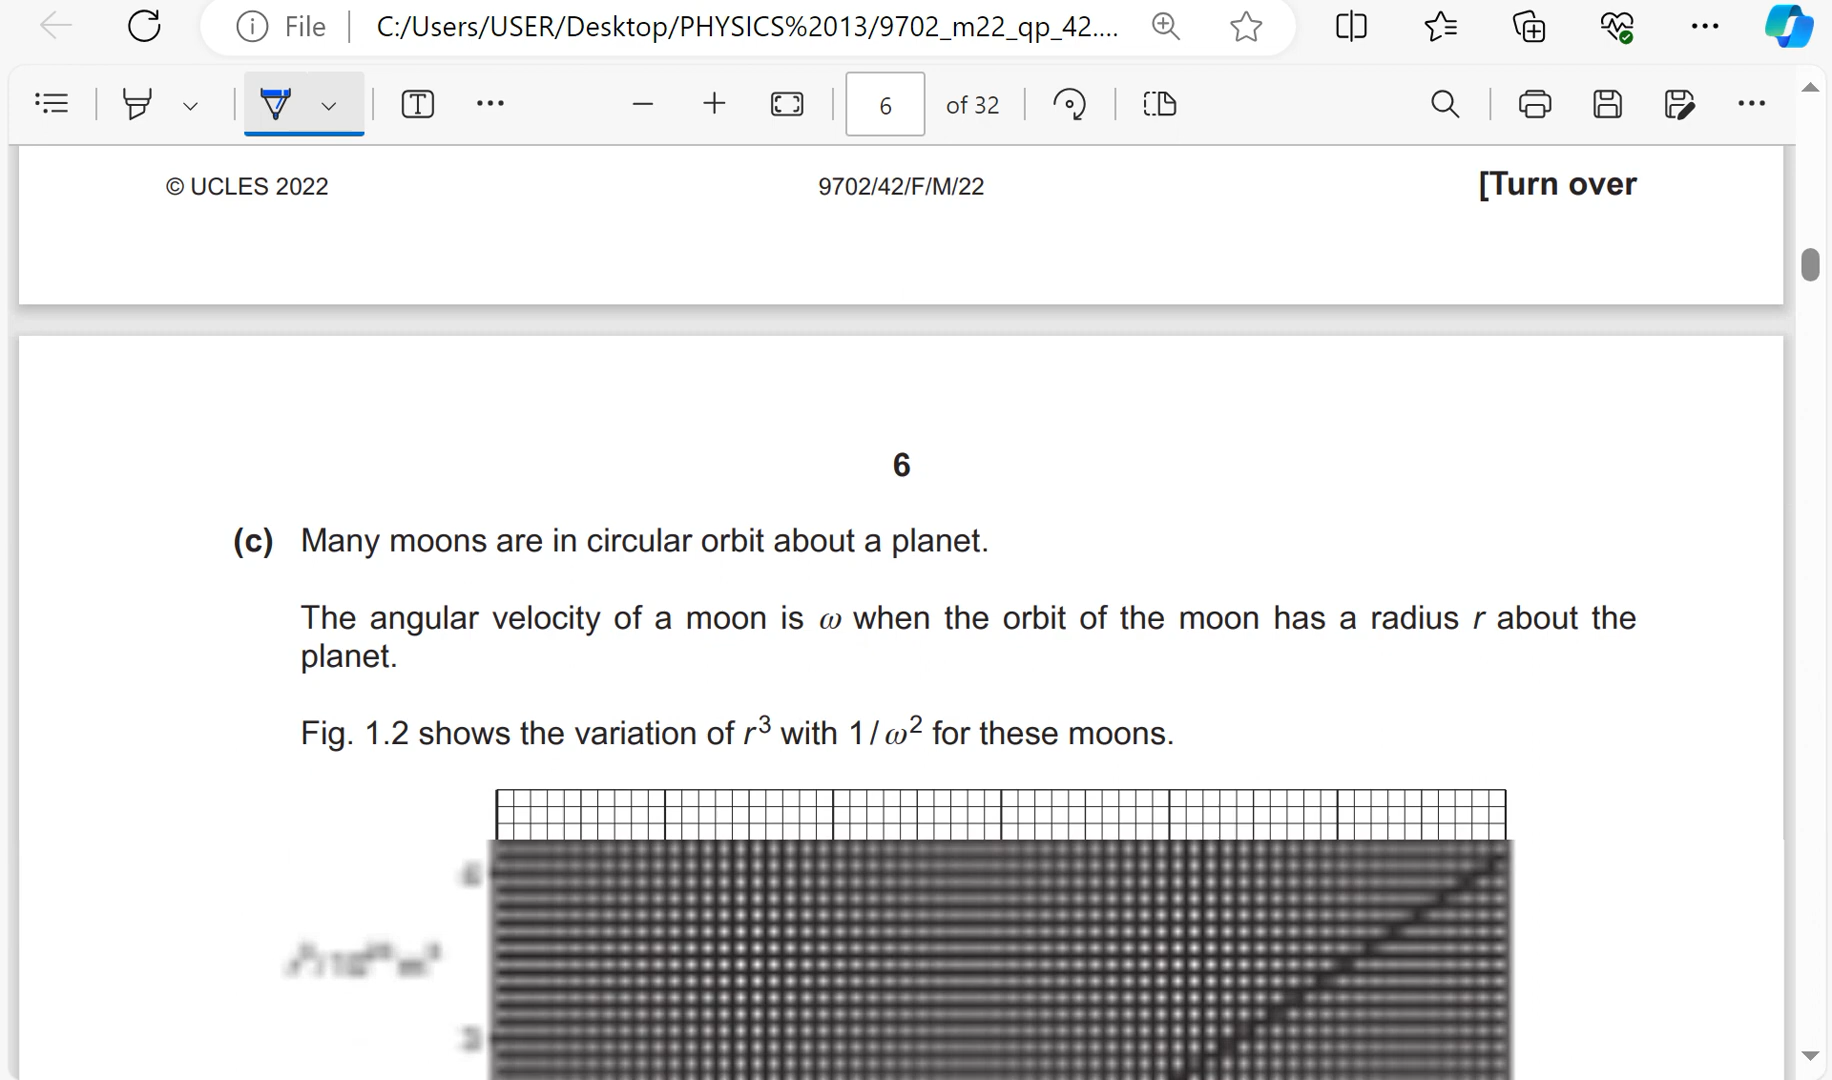 File
C:/Users/USER/Desktop/PHYSICS%2013/9702_m22_qp_42....
6 of 32
© UCLES 2022
9702/42/F/M/22
[Turn over
6
(c) Many moons are in circular orbit about a planet.
The angular velocity of a moon is ω when the orbit of the moon has a radius r about the
planet.
Fig. 1.2 shows the variation of r³ with 1/ω² for these moons.